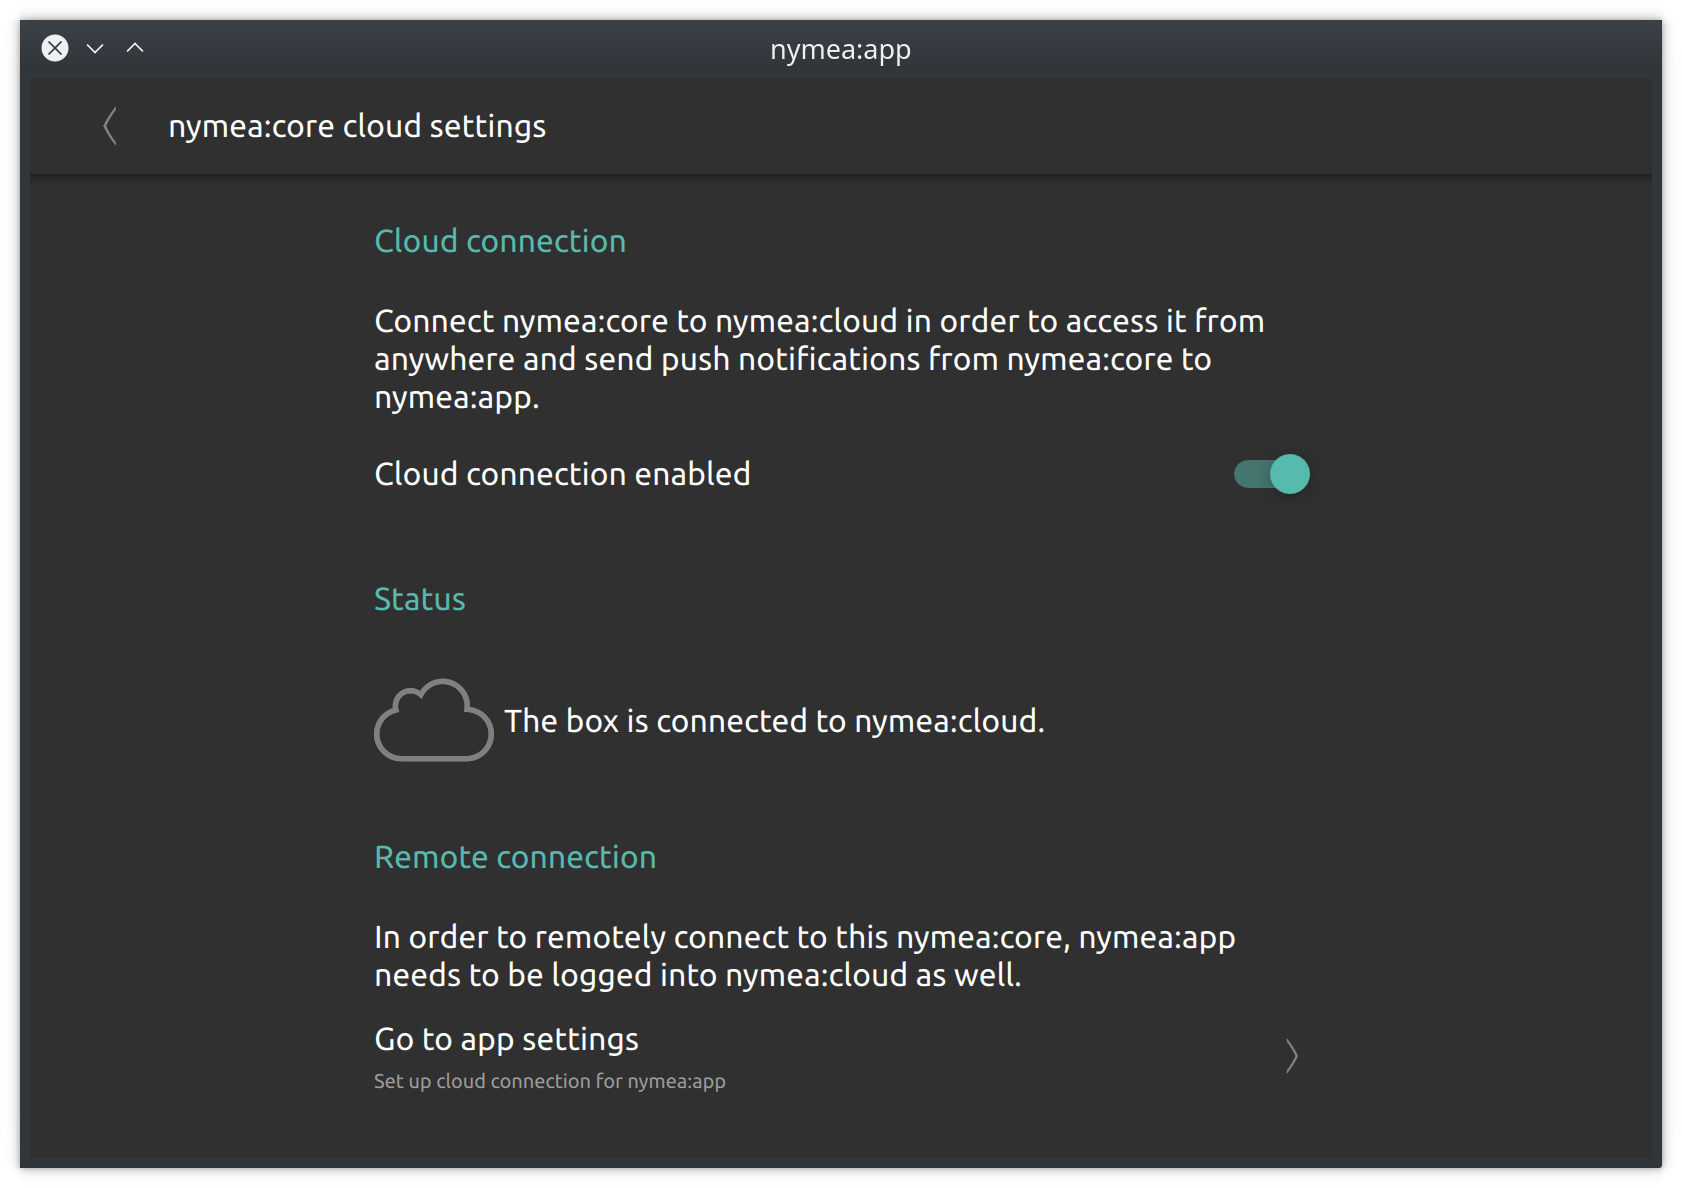 nymea:app
nymea:core cloud settings
Cloud connection
Connect nymea:core to nymea:cloud in order to access it from
anywhere and send push notifications from nymea:core to
nymea:app.
Cloud connection enabled
Status
The box is connected to nymea:cloud.
Remote connection
In order to remotely connect to this nymea:core, nymea:app
needs to be logged into nymea:cloud as well.
Go to app settings
Set up cloud connection for nymea:app